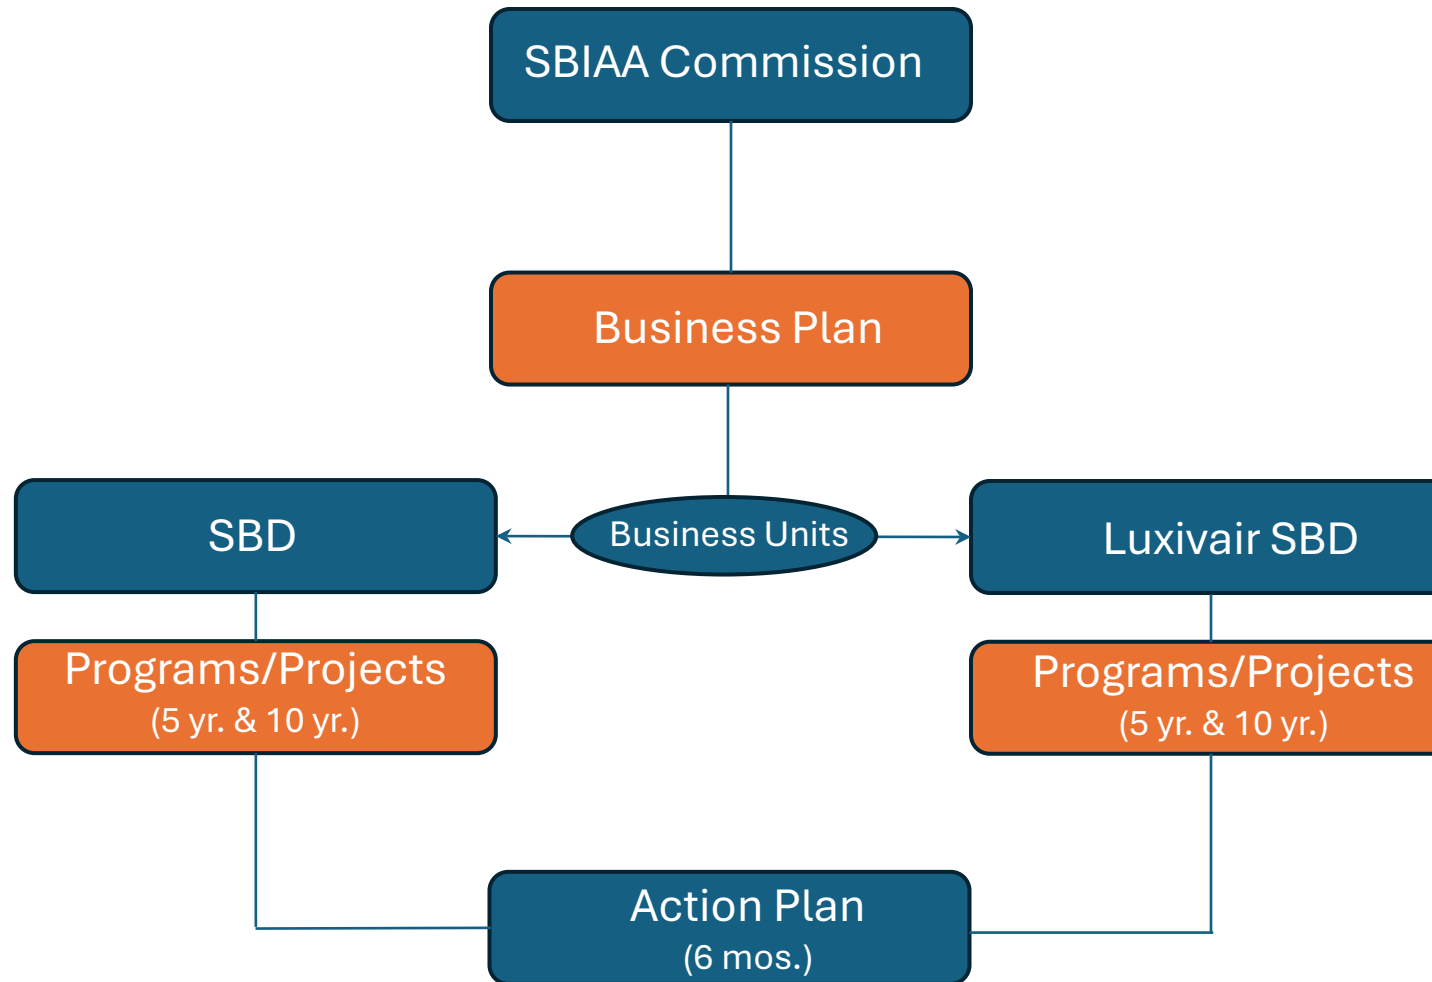 SBIAA Commission
Business Plan
SBD
Business Units
Luxivair SBD
Programs/Projects
(5 yr. & 10 yr.)
Programs/Projects
(5 yr. & 10 yr.)
Action Plan
(6 mos.)